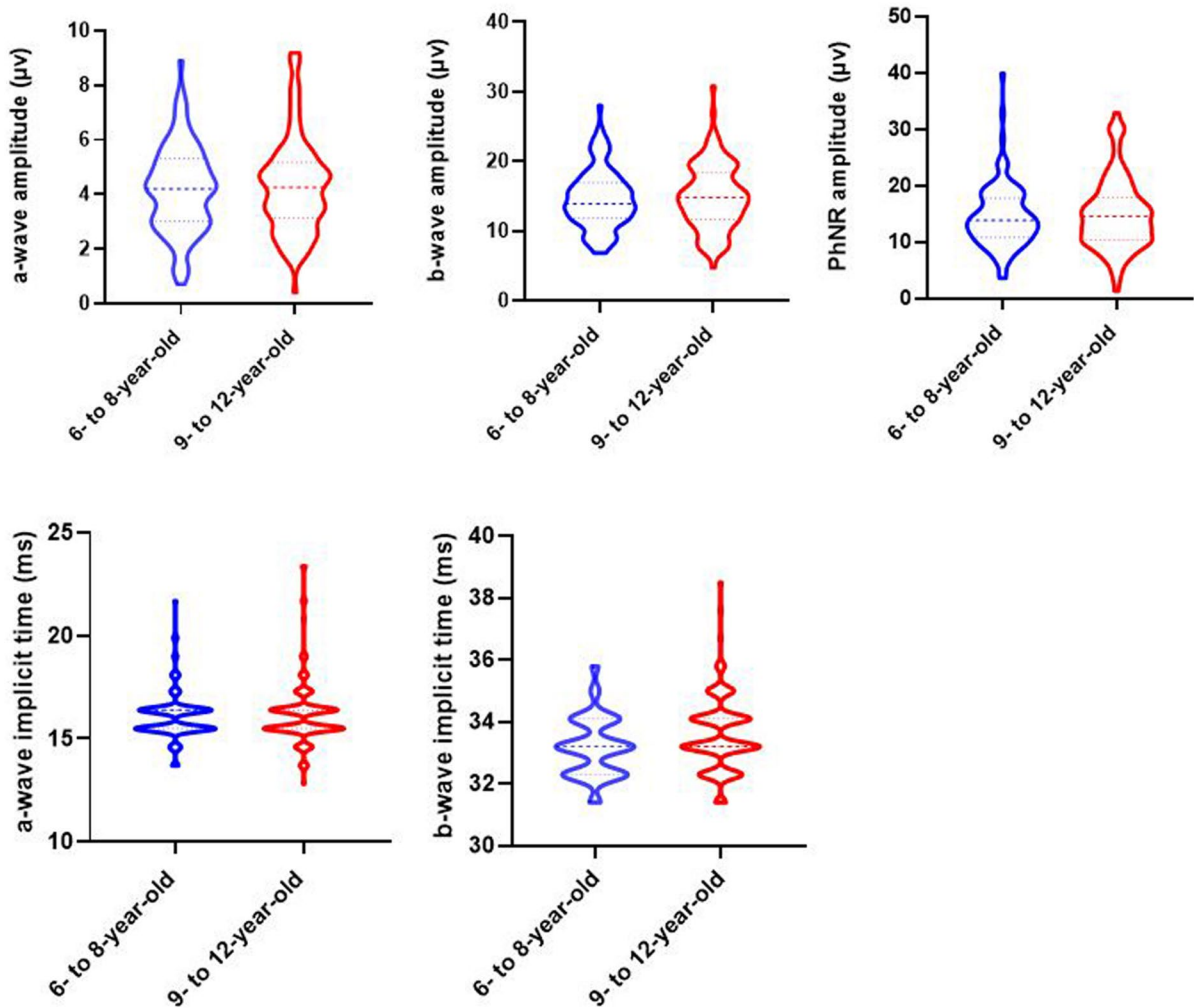 a-wave amplitude (µv)
10
8
6
4
2
0
6- to 8-year-old
9- to 12-year-old
b-wave amplitude (µv)
40
30
20
10
0
6- to 8-year-old
9- to 12-year-old
PhNR amplitude (µv)
50
40
30
20
10
0
6- to 8-year-old
9- to 12-year-old
a-wave implicit time (ms)
25
20
15
10
6- to 8-year-old
9- to 12-year-old
b-wave implicit time (ms)
40
38
36
34
32
30
6- to 8-year-old
9- to 12-year-old